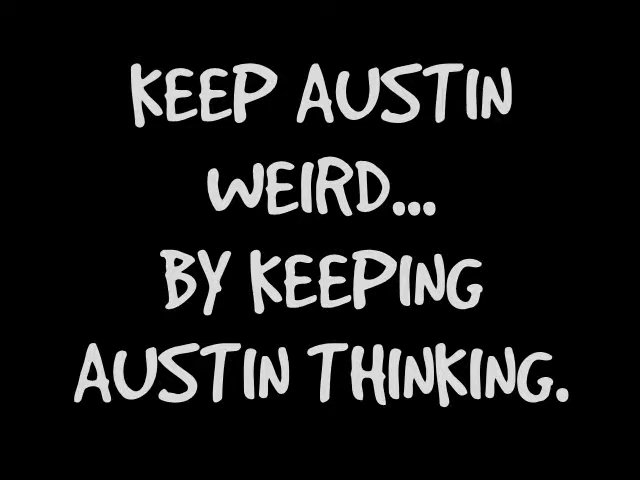 KEEP AUSTIN
WEIRD...
BY KEEPING
AUSTIN THINKING.